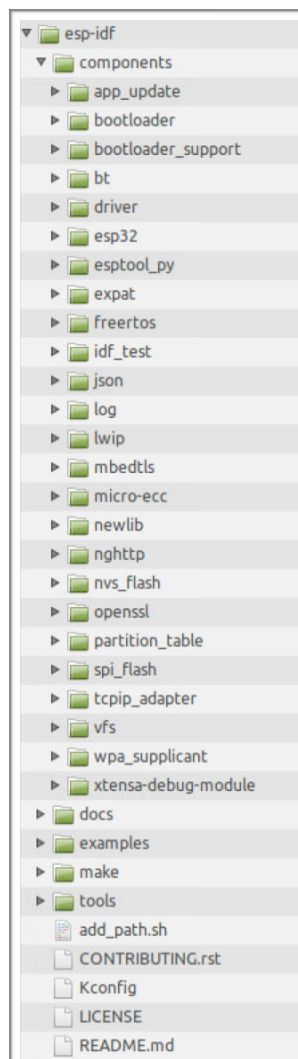 esp-idf
components
app_update
bootloader
bootloader_support
bt
driver
esp32
esptool_py
expat
freertos
idf_test
json
log
lwip
mbedtls
micro-ecc
newlib
nghttp
nvs_flash
openssl
partition_table
spi_flash
tcpip_adapter
vfs
wpa_supplicant
xtensa-debug-module
docs
examples
make
tools
add_path.sh
CONTRIBUTING.rst
Kconfig
LICENSE
README.md